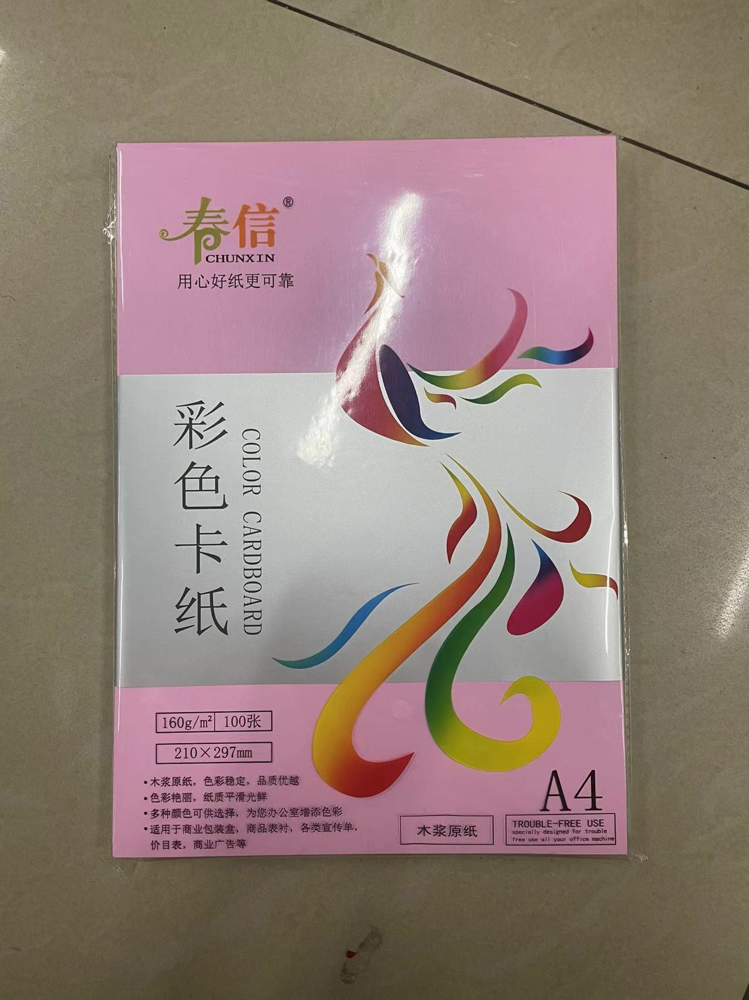 春信®
CHUNXIN
用心好纸更可靠
彩色卡纸
COLOR CARDBOARD
160g/m² 100张
210×297mm
•木浆原纸，色彩稳定，品质优越
•色彩艳丽，纸质平滑光鲜
•多种颜色可供选择，为您办公室增添色彩
•适用于商业包装盒，商品表衬，各类宣传单，
价目表，商业广告等
木浆原纸
A4
TROUBLE-FREE USE
specially designed for trouble
free use all your office machine